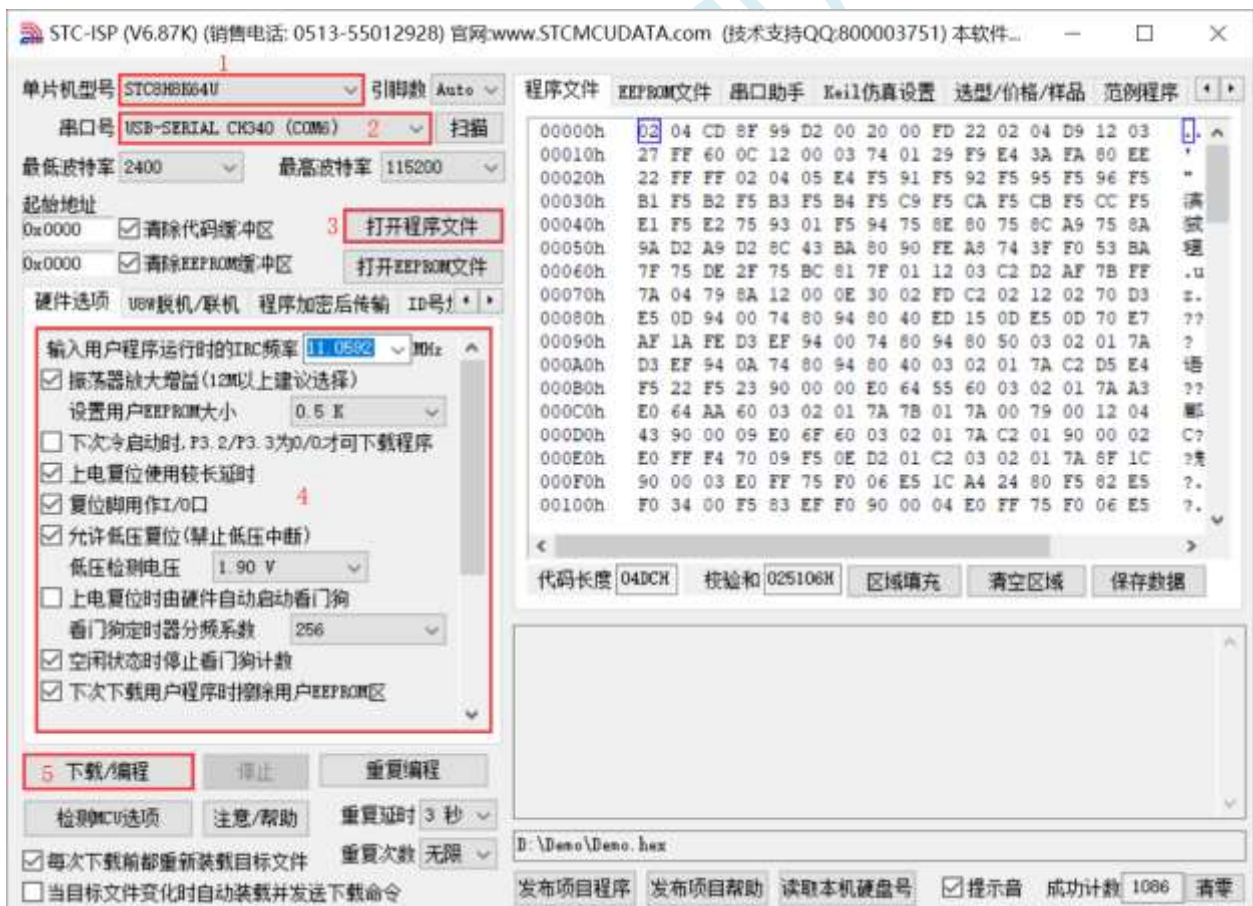 STC-ISP (V6.87K) (销售电话: 0513-55012928) 官网:www.STCMCUDATA.com (技术支持QQ:800003751) 本软件...
1
单片机型号 STC8H8K64U 引脚数 Auto
串口号 USB-SERIAL CH340 (COM6) 2 扫描
最低波特率 2400 最高波特率 115200
起始地址
0x0000 清除代码缓冲区 3 打开程序文件
0x0000 清除EEPROM缓冲区 打开EEPROM文件
硬件选项 U8W脱机/联机 程序加密后传输
输入用户程序运行时的IRC频率 11.0592 MHz
振荡器放大增益(12M以上建议选择)
设置用户EEPROM大小 0.5 K
下次冷启动时,P3.2/P3.3为0/0才可下载程序
上电复位使用较长延时
复位脚用作I/O口 4
允许低压复位(禁止低压中断)
低压检测电压 1.90 V
上电复位时由硬件自动启动看门狗
看门狗定时器分频系数 256
空闲状态时停止看门狗计数
下次下载用户程序时擦除用户EEPROM区
5 下载/编程 停止 重复编程
检测MCU选项 注意/帮助 重复延时 3 秒
每次下载前都重新装载目标文件 重复次数 无限
当目标文件变化时自动装载并发送下载命令
程序文件 EEPROM文件 串口助手 Keil仿真设置 选型/价格/样品 范例程序
00000h 02 04 CD 8F 99 D2 00 20 00 FD 22 02 04 D9 12 03
00010h 27 FF 60 0C 12 00 03 74 01 29 F9 E4 3A FA 80 EE
00020h 22 FF FF 02 04 05 E4 F5 91 F5 92 F5 95 F5 96 F5
00030h B1 F5 B2 F5 B3 F5 B4 F5 C9 F5 CA F5 CB F5 CC F5
00040h E1 F5 E2 75 93 01 F5 94 75 8E 80 75 8C A9 75 8A
00050h 9A D2 A9 D2 8C 43 BA 80 90 FE A8 74 3F F0 53 BA
00060h 7F 75 DE 2F 75 BC 81 7F 01 12 03 C2 D2 AF 7B FF .u
00070h 7A 04 79 8A 12 00 0E 30 02 FD C2 02 12 02 70 D3 z.
00080h E5 0D 94 00 74 80 94 80 40 ED 15 0D E5 0D 70 E7 ??
00090h AF 1A FE D3 EF 94 00 74 80 94 80 50 03 02 01 7A ?
000A0h D3 EF 94 0A 74 80 94 80 40 03 02 01 7A C2 D5 E4 语
000B0h F5 22 F5 23 90 00 00 E0 64 55 60 03 02 01 7A A3 ??
000C0h E0 64 AA 60 03 02 01 7A 7B 01 7A 00 79 00 12 04
000D0h 43 90 00 09 E0 6F 60 03 02 01 7A C2 01 90 00 02 C?
000E0h E0 FF F4 70 09 F5 0E D2 01 C2 03 02 01 7A 8F 1C
000F0h 90 00 03 E0 FF 75 F0 06 E5 1C A4 24 80 F5 82 E5 ?.
00100h F0 34 00 F5 83 EF F0 90 00 04 E0 FF 75 F0 06 E5 ?.
代码长度 04DCH 校验和 025106H 区域填充 清空区域 保存数据
D:\Demo\Demo.hex
发布项目程序 发布项目帮助 读取本机硬盘号 提示音 成功计数 1086 清零